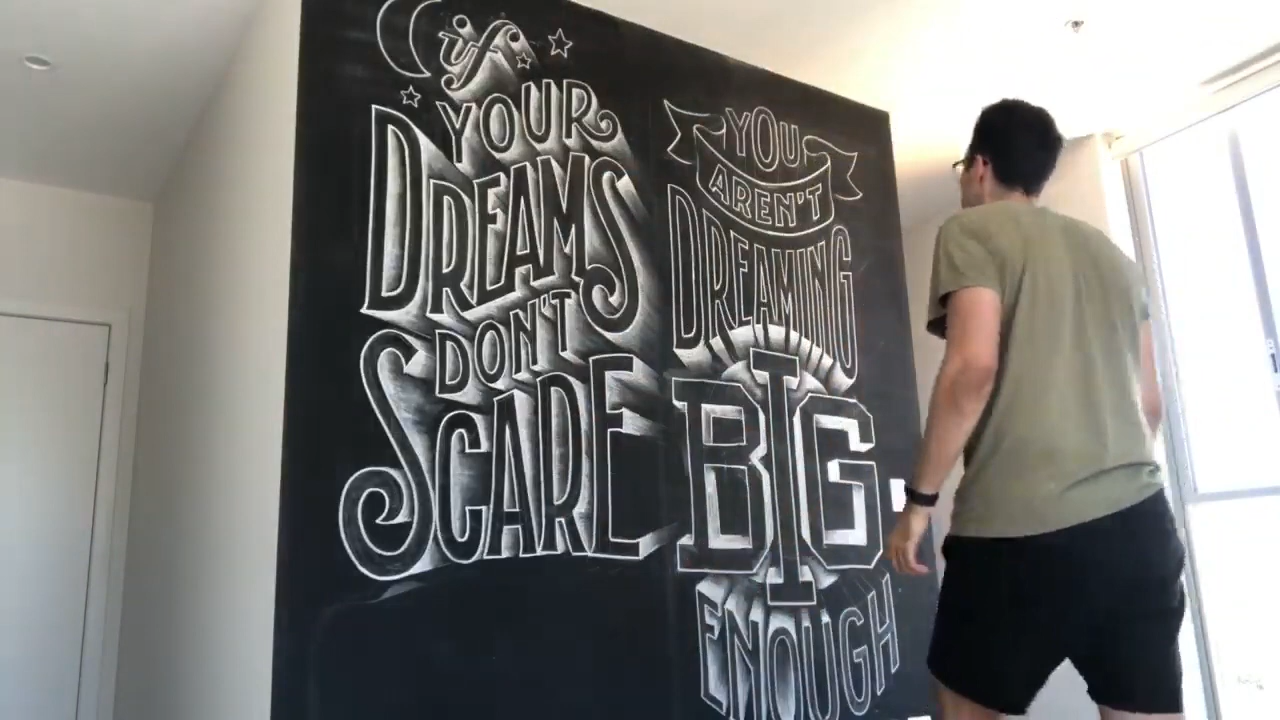 if
YOUR
DREAMS
DON'T
SCARE
YOU
AREN'T
DREAMING
BIG
ENOUGH